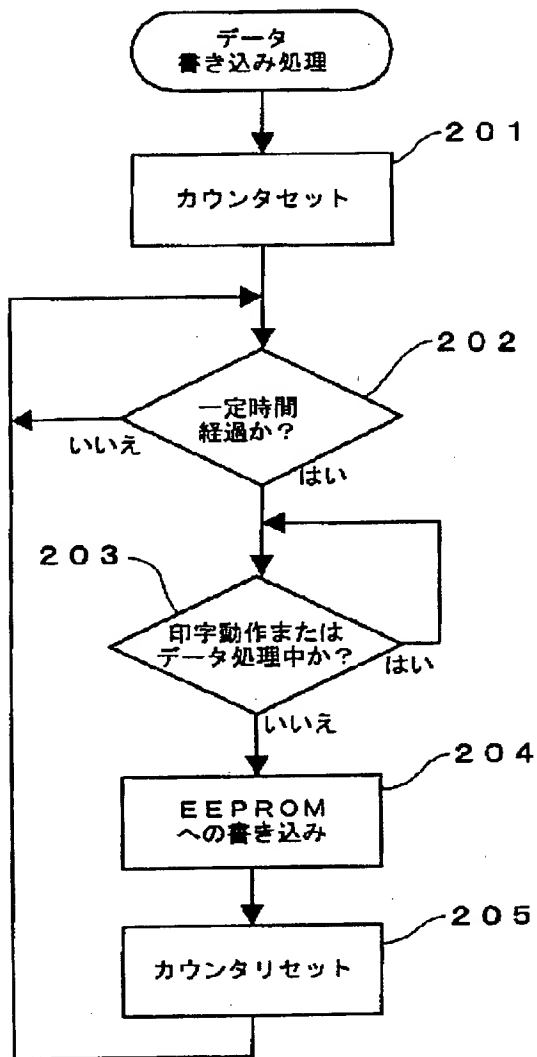 データ
書き込み処理
201
カウンタセット
202
一定時間
経過か?
いいえ
はい
203
印字動作または
データ処理中か?
はい
いいえ
204
EEPROM
への書き込み
205
カウンタリセット